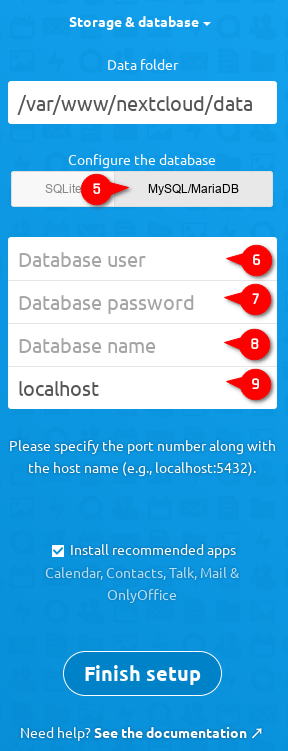 Storage & database
Data folder
/var/www/nextcloud/data
Configure the database
SQLite 5 MySQL/MariaDB
Database user 6
Database password 7
Database name 8
localhost 9
Please specify the port number along with
the host name (e.g., localhost:5432).
Install recommended apps
Calendar, Contacts, Talk, Mail &
OnlyOffice
Finish setup
Need help? See the documentation ↗